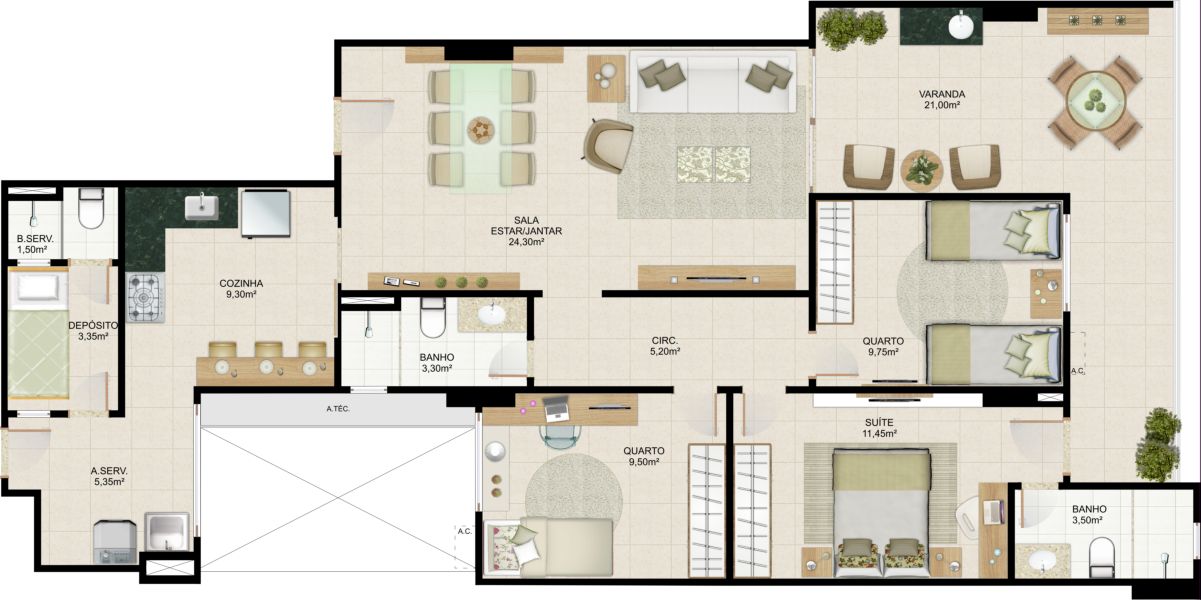 VARANDA
21,00m²
SALA
ESTAR/JANTAR
24,30m²
B.SERV.
1,50m²
COZINHA
9,30m²
DEPÓSITO
3,35m²
BANHO
3,30m²
CIRC.
5,20m²
QUARTO
9,75m²
A.C.
A.TÉC.
SUÍTE
11,45m²
QUARTO
9,50m²
A.SERV.
5,35m²
A.C.
BANHO
3,50m²